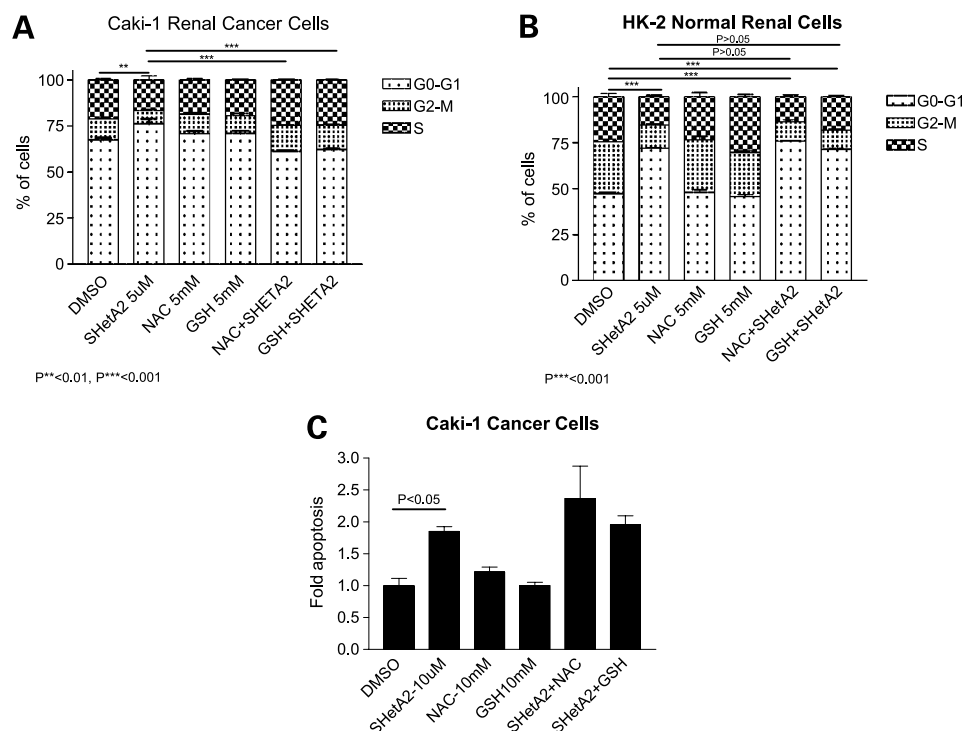 A
Caki-1 Renal Cancer Cells
***
***
**
100
75
50
25
0
% of cells
G0-G1
G2-M
S
DMSO
SHetA2 5uM
NAC 5mM
GSH 5mM
NAC+SHETA2
GSH+SHETA2
P**<0.01, P***<0.001
B
HK-2 Normal Renal Cells
P>0.05
P>0.05
***
***
***
100
75
50
25
0
% of cells
G0-G1
G2-M
S
DMSO
SHetA2 5uM
NAC 5mM
GSH 5mM
NAC+SHetA2
GSH+SHetA2
P***<0.001
C
Caki-1 Cancer Cells
3.0
2.5
2.0
1.5
1.0
0.5
0.0
Fold apoptosis
P<0.05
DMSO
SHetA2-10uM
NAC-10mM
GSH10mM
SHetA2+NAC
SHetA2+GSH